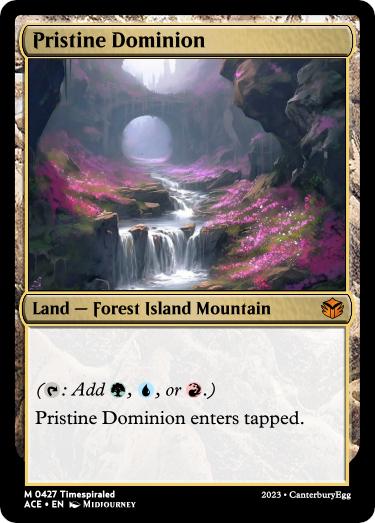 Pristine Dominion
Land — Forest Island Mountain
(: Add , , or .)
Pristine Dominion enters tapped.
M 0427 Timespiraled
ACE • EN Midjourney
2023 • CanterburyEgg